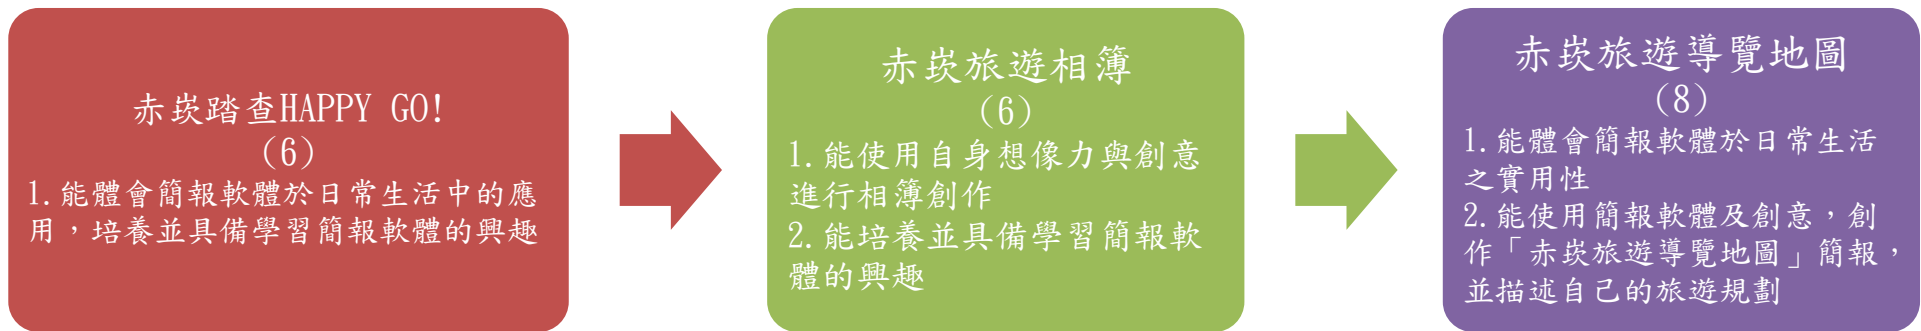 赤崁踏查HAPPY GO!
(6)
1.能體會簡報軟體於日常生活中的應
用，培養並具備學習簡報軟體的興趣
赤崁旅遊相簿
(6)
1.能使用自身想像力與創意
進行相簿創作
2.能培養並具備學習簡報軟
體的興趣
赤崁旅遊導覽地圖
(8)
1.能體會簡報軟體於日常生活
之實用性
2.能使用簡報軟體及創意，創
作「赤崁旅遊導覽地圖」簡報，
並描述自己的旅遊規劃